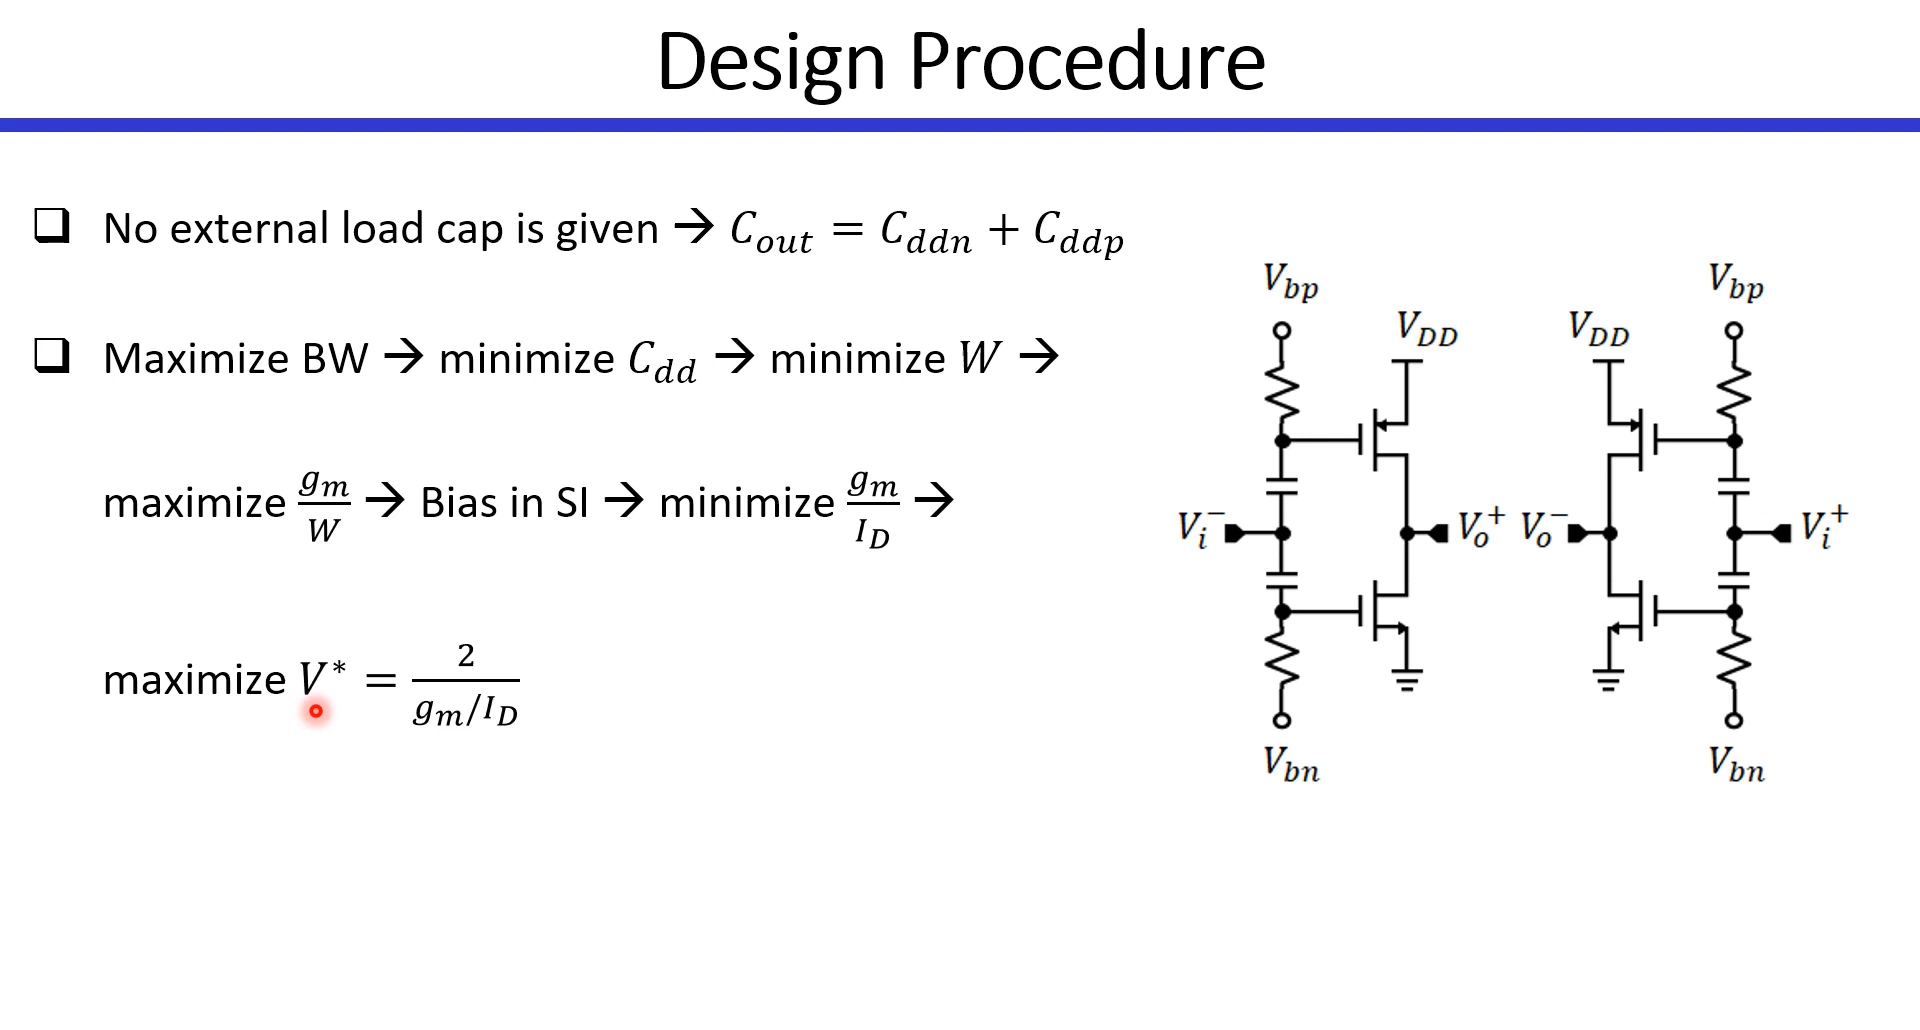 Design Procedure
❑ No external load cap is given → C_out = C_ddn + C_ddp
❑ Maximize BW → minimize C_dd → minimize W →
maximize g_m/W → Bias in SI → minimize g_m/I_D →
maximize V* = 2/(g_m/I_D)
V_bp V_bp
V_DD V_DD
V_i^- V_o^+ V_o^- V_i^+
V_bn V_bn